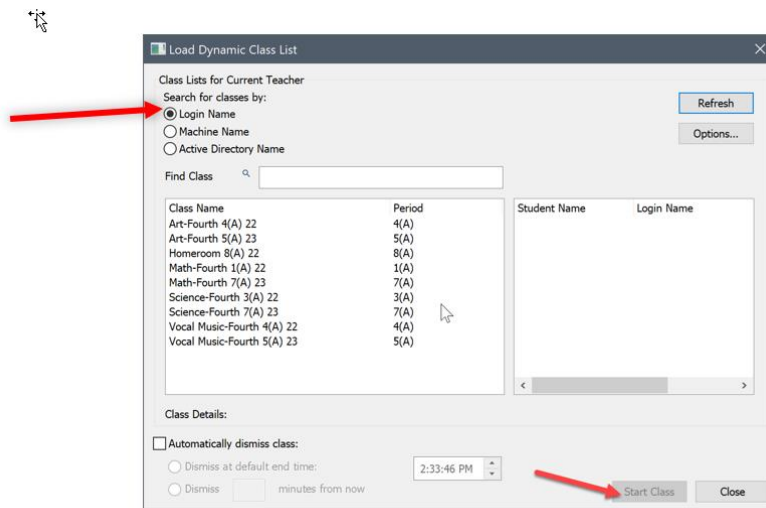 Load Dynamic Class List
Class Lists for Current Teacher
Search for classes by:
Login Name
Refresh
Machine Name
Options...
Active Directory Name
Find Class
Class Name Period Student Name Login Name
Art-Fourth 4(A) 22 4(A)
Art-Fourth 5(A) 23 5(A)
Homeroom 8(A) 22 8(A)
Math-Fourth 1(A) 22 1(A)
Math-Fourth 7(A) 23 7(A)
Science-Fourth 3(A) 22 3(A)
Science-Fourth 7(A) 23 7(A)
Vocal Music-Fourth 4(A) 22 4(A)
Vocal Music-Fourth 5(A) 23 5(A)
Class Details:
Automatically dismiss class:
Dismiss at default end time: 2:33:46 PM
Dismiss minutes from now
Start Class Close